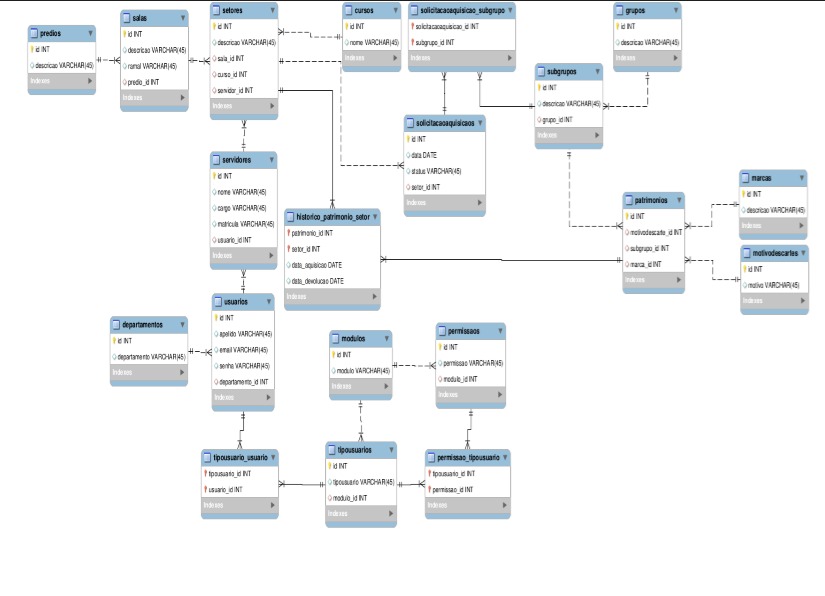 predios
id INT
descricao VARCHAR(45)
Indexes
salas
id INT
descricao VARCHAR(45)
ramal VARCHAR(45)
predio_id INT
Indexes
setores
id INT
descricao VARCHAR(45)
sala_id INT
curso_id INT
servidor_id INT
Indexes
cursos
id INT
nome VARCHAR(45)
Indexes
solicitacaoaquisicao_subgrupo
solicitacaoaquisicao_id INT
subgrupo_id INT
Indexes
grupos
id INT
descricao VARCHAR(45)
Indexes
subgrupos
id INT
descricao VARCHAR(45)
grupo_id INT
Indexes
solicitacaoaquisicaos
id INT
data DATE
status VARCHAR(45)
setor_id INT
Indexes
servidores
id INT
nome VARCHAR(45)
cargo VARCHAR(45)
matricula VARCHAR(45)
usuario_id INT
Indexes
historico_patrimonio_setor
patrimonio_id INT
setor_id INT
data_aquisicao DATE
data_devolucao DATE
Indexes
patrimonios
id INT
motivodescarte_id INT
subgrupo_id INT
marca_id INT
Indexes
marcas
id INT
descricao VARCHAR(45)
Indexes
motivodescartes
id INT
motivo VARCHAR(45)
Indexes
departamentos
id INT
departamento VARCHAR(45)
Indexes
usuarios
id INT
apelido VARCHAR(45)
email VARCHAR(45)
senha VARCHAR(45)
departamento_id INT
Indexes
modulos
id INT
modulo VARCHAR(45)
Indexes
permissaos
id INT
permissao VARCHAR(45)
modulo_id INT
Indexes
tipousuario_usuario
tipousuario_id INT
usuario_id INT
Indexes
tipousuarios
id INT
tipousuario VARCHAR(45)
modulo_id INT
Indexes
permissao_tipousuario
tipousuario_id INT
permissao_id INT
Indexes